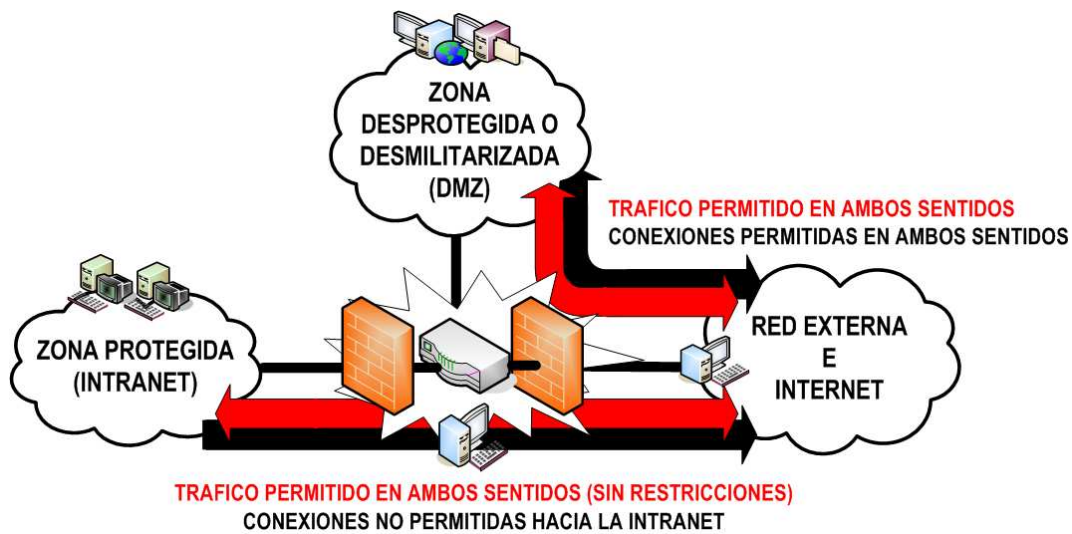 ZONA
DESPROTEGIDA O
DESMILITARIZADA
(DMZ)
TRAFICO PERMITIDO EN AMBOS SENTIDOS
CONEXIONES PERMITIDAS EN AMBOS SENTIDOS
ZONA PROTEGIDA
(INTRANET)
RED EXTERNA
E
INTERNET
TRAFICO PERMITIDO EN AMBOS SENTIDOS (SIN RESTRICCIONES)
CONEXIONES NO PERMITIDAS HACIA LA INTRANET